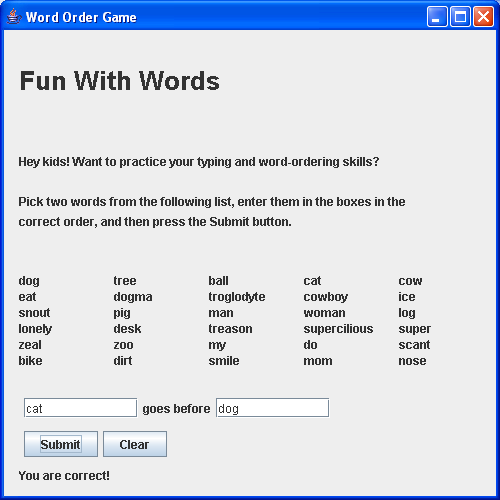 Word Order Game
Fun With Words
Hey kids! Want to practice your typing and word-ordering skills?
Pick two words from the following list, enter them in the boxes in the
correct order, and then press the Submit button.
dog tree ball cat cow
eat dogma troglodyte cowboy ice
snout pig man woman log
lonely desk treason supercilious super
zeal zoo my do scant
bike dirt smile mom nose
cat goes before dog
Submit Clear
You are correct!